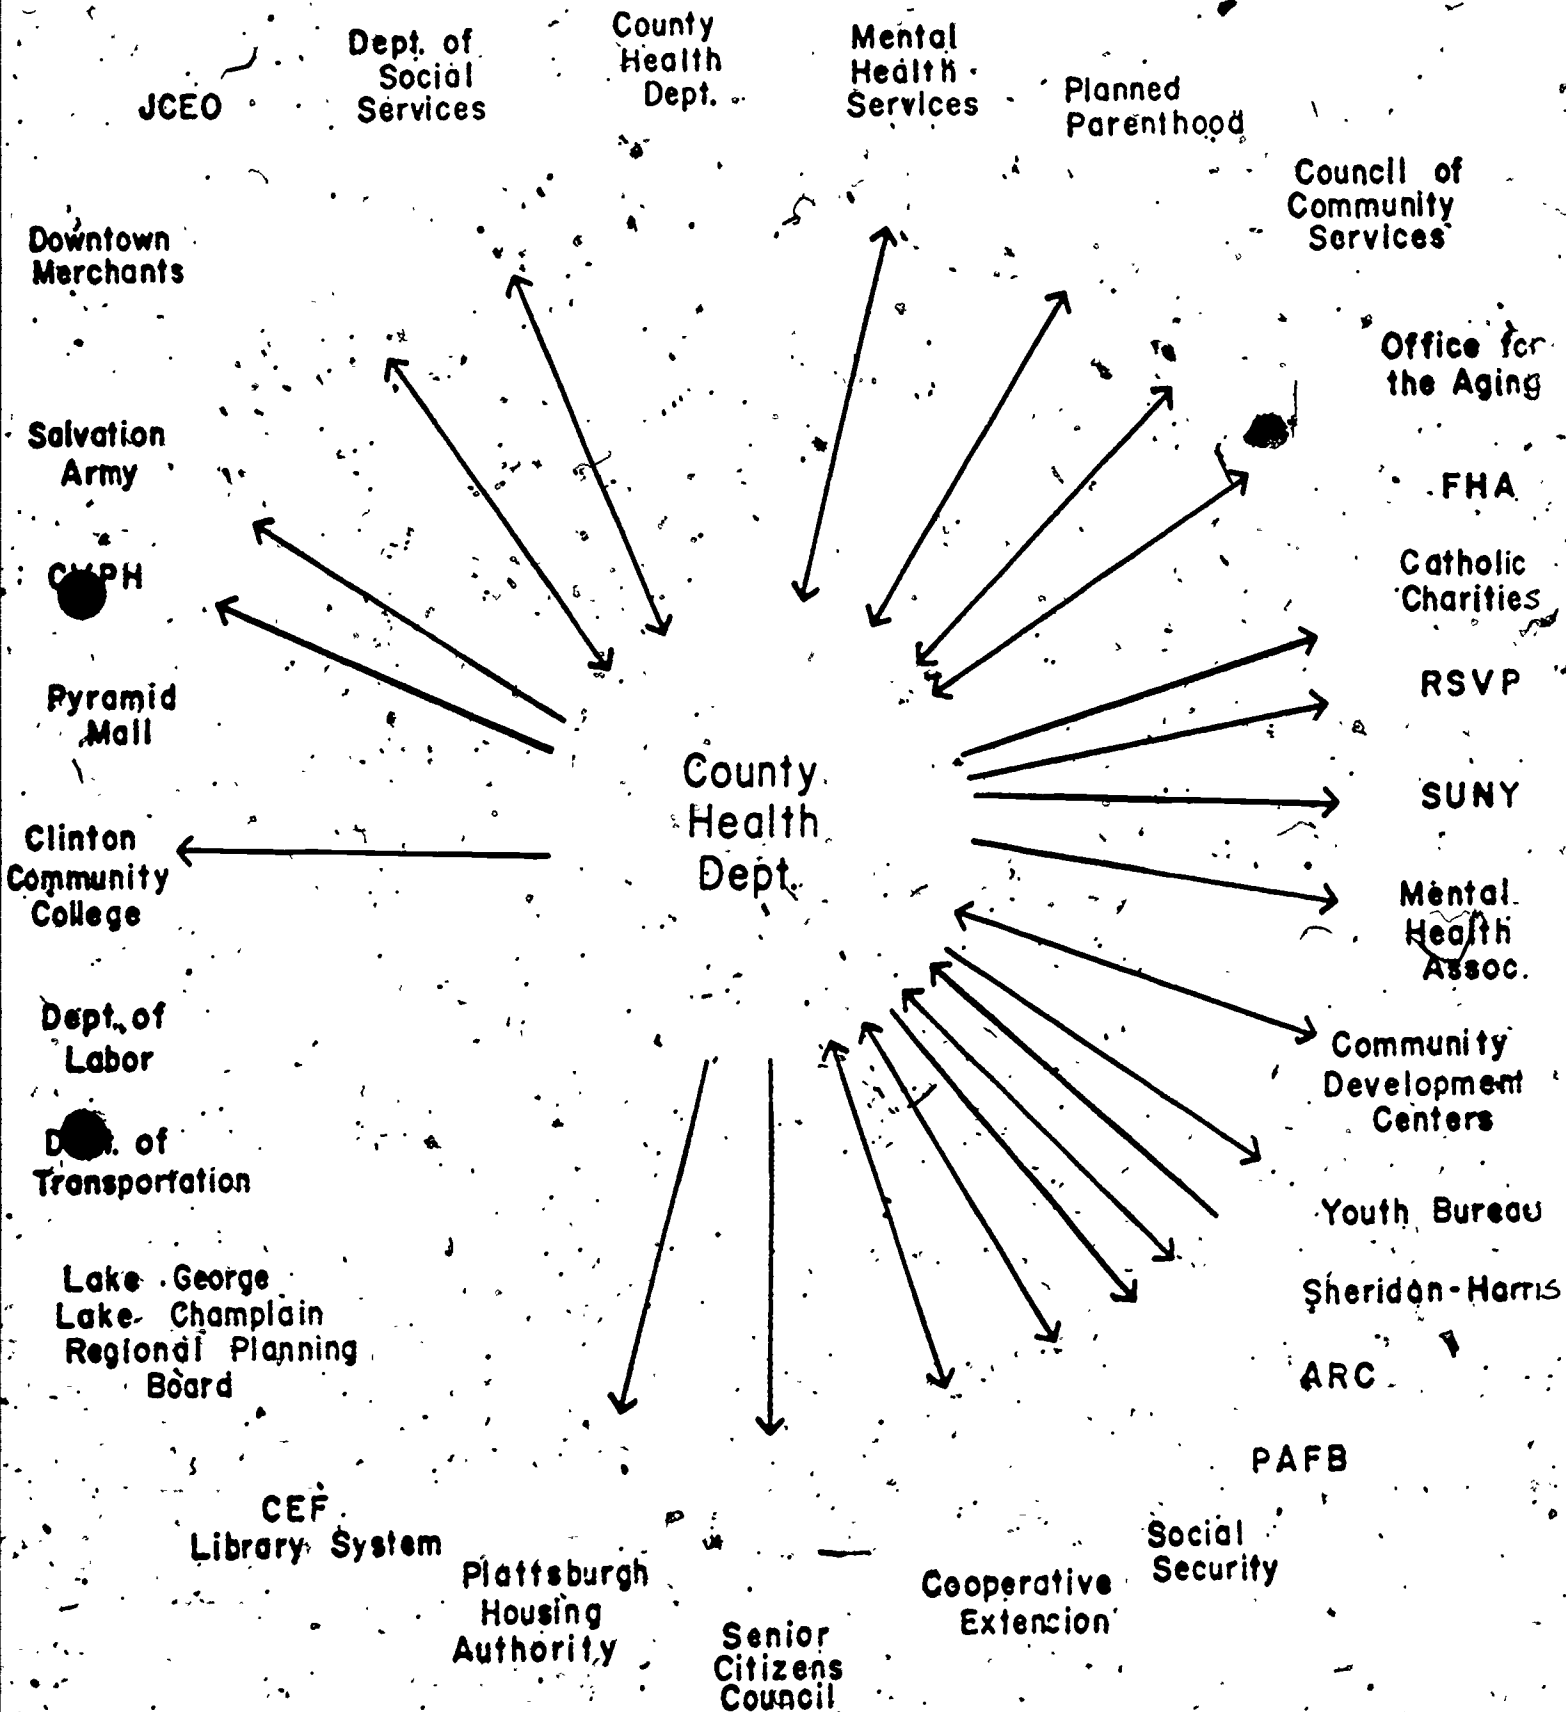 County
Health
Dept.
Dept. of
Social
Services
JCEO
Mental
Health
Services
Planned
Parenthood
Council of
Community
Services
Downtown
Merchants
Office for
the Aging
Salvation
Army
FHA
Catholic
Charities
RSVP
Pyramid
Mall
County
Health
Dept.
SUNY
Clinton
Community
College
Mental
Health
Assoc.
Dept. of
Labor
Community
Development
Centers
of
Transportation
Youth Bureau
Lake George
Lake Champlain
Regional Planning
Board
Sheridan-Harris
ARC
PAFB
CEF
Library System
Social
Security
Plattsburgh
Housing
Authority
Cooperative
Extension
Senior
Citizens
Council